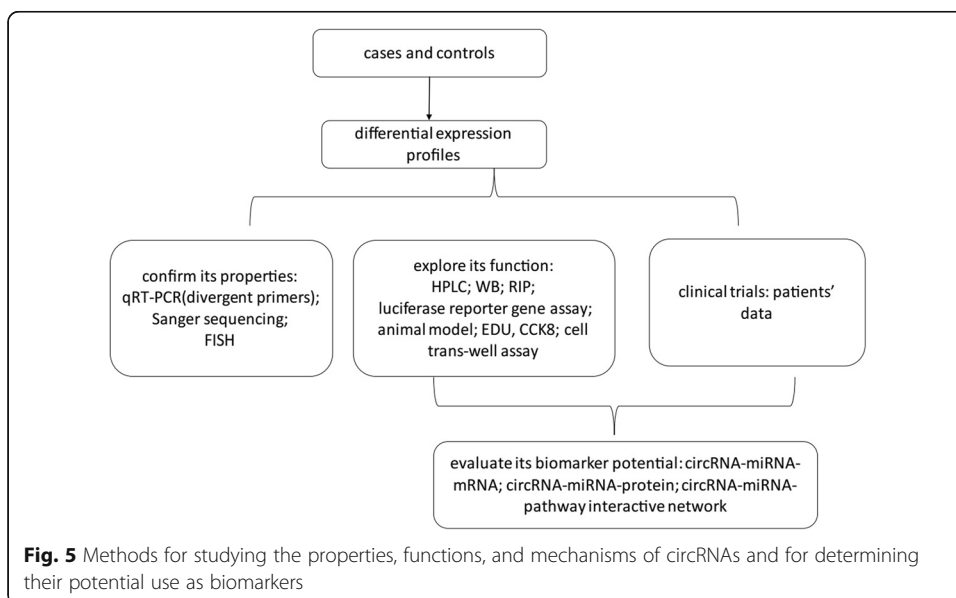 cases and controls
differential expression
profiles
confirm its properties:
qRT-PCR(divergent primers);
Sanger sequencing;
FISH
explore its function:
HPLC; WB; RIP;
luciferase reporter gene assay;
animal model; EDU, CCK8; cell
trans-well assay
clinical trials: patients’
data
evaluate its biomarker potential:circRNA-miRNA-
mRNA; circRNA-miRNA-protein;circRNA-miRNA-
pathway interactive network
Fig. 5 Methods for studying the properties, functions, and mechanisms of circRNAs and for determining
their potential use as biomarkers